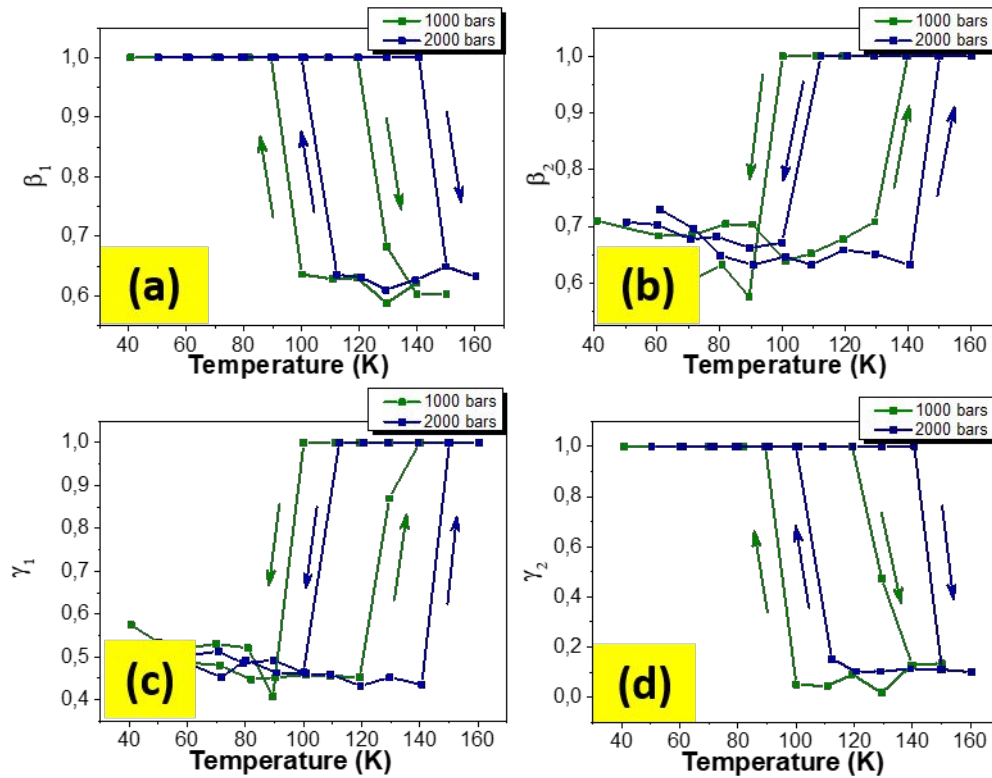 1000 bars
2000 bars
1,0
0,9
0,8
0,7
0,6
β1
(a)
40 60 80 100 120 140 160
Temperature (K)
1000 bars
2000 bars
1,0
0,9
0,8
0,7
0,6
β2
(b)
40 60 80 100 120 140 160
Temperature (K)
1000 bars
2000 bars
1,0
0,9
0,8
0,7
0,6
0,5
0,4
γ1
(c)
40 60 80 100 120 140 160
Temperature (K)
1000 bars
2000 bars
1,0
0,8
0,6
0,4
0,2
0,0
γ2
(d)
40 60 80 100 120 140 160
Temperature (K)